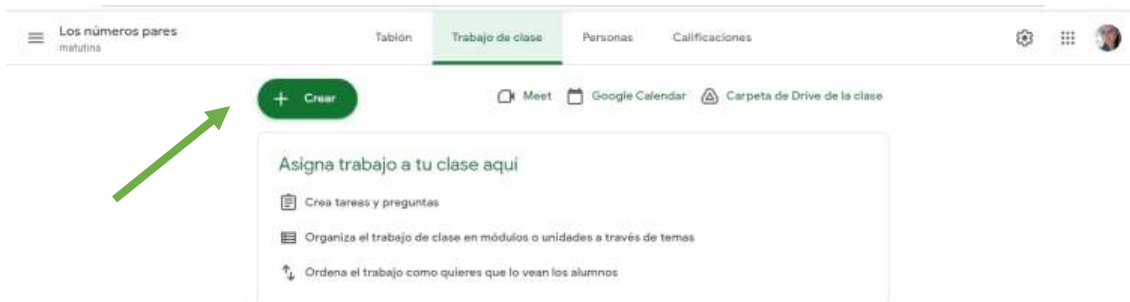 Los números pares
matutina
Tablón
Trabajo de clase
Personas
Calificaciones
+ Crear
Meet
Google Calendar
Carpeta de Drive de la clase
Asigna trabajo a tu clase aquí
Crea tareas y preguntas
Organiza el trabajo de clase en módulos o unidades a través de temas
Ordena el trabajo como quieres que lo vean los alumnos